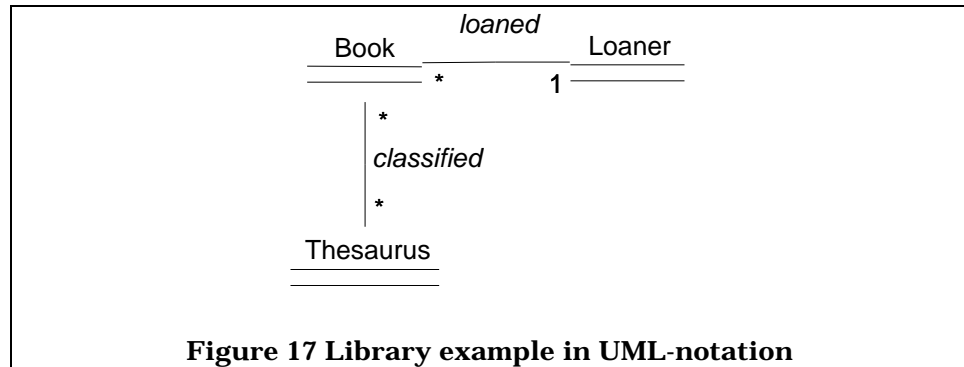 loaned
Book
Loaner
*
1
*
classified
*
Thesaurus
Figure 17 Library example in UML-notation